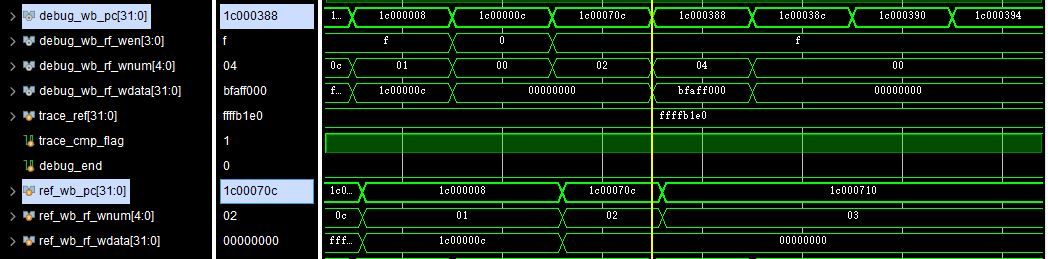 debug_wb_pc[31:0] 1c000388 1... 1c000008 1c00000c 1c00070c 1c000388 1c00038c 1c000390 1c000394
debug_wb_rf_wen[3:0] f f 0 f
debug_wb_rf_wnum[4:0] 04 0c 01 00 02 04 00
debug_wb_rf_wdata[31:0] bfaff000 f... 1c00000c 00000000 bfaff000 00000000
trace_ref[31:0] ffffb1e0 ffffb1e0
trace_cmp_flag 1
debug_end 0
ref_wb_pc[31:0] 1c00070c 1c0... 1c000008 1c00070c 1c000710
ref_wb_rf_wnum[4:0] 02 0c 01 02 03
ref_wb_rf_wdata[31:0] 00000000 fff... 1c00000c 00000000